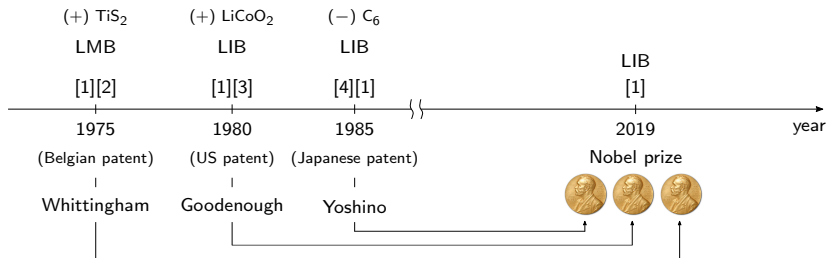 (+) TiS2 (+) LiCoO2 (−) C6
LMB LIB LIB LIB
[1][2] [1][3] [4][1] [1]
1975 1980 1985 2019 year
(Belgian patent) (US patent) (Japanese patent) Nobel prize
Whittingham Goodenough Yoshino